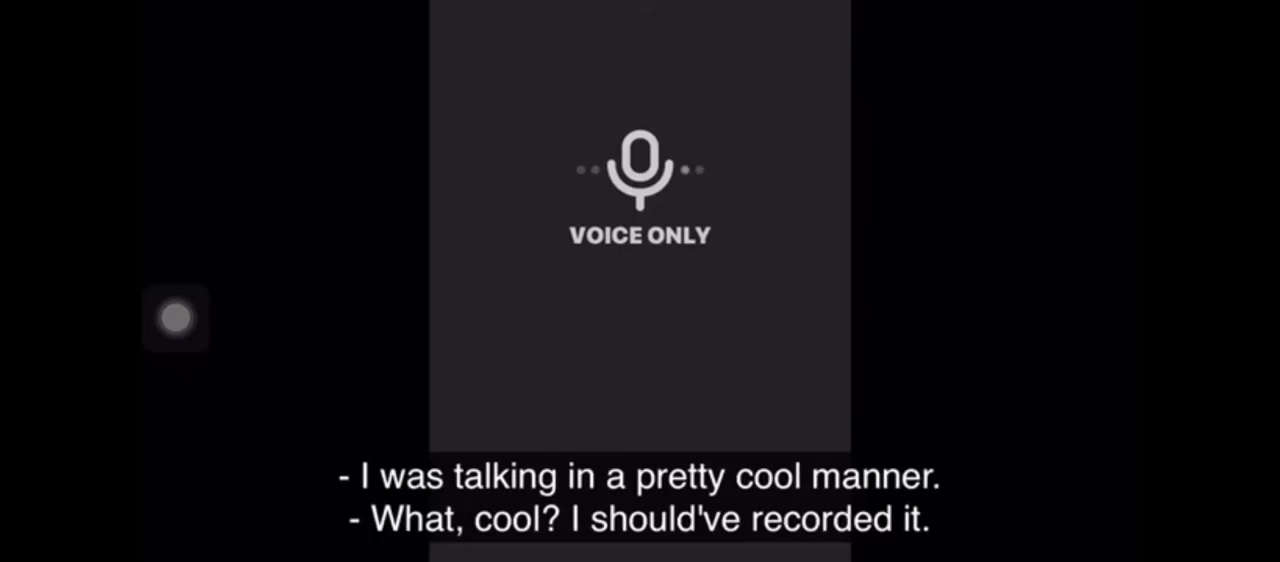 VOICE ONLY
- I was talking in a pretty cool manner.
- What, cool? I should've recorded it.